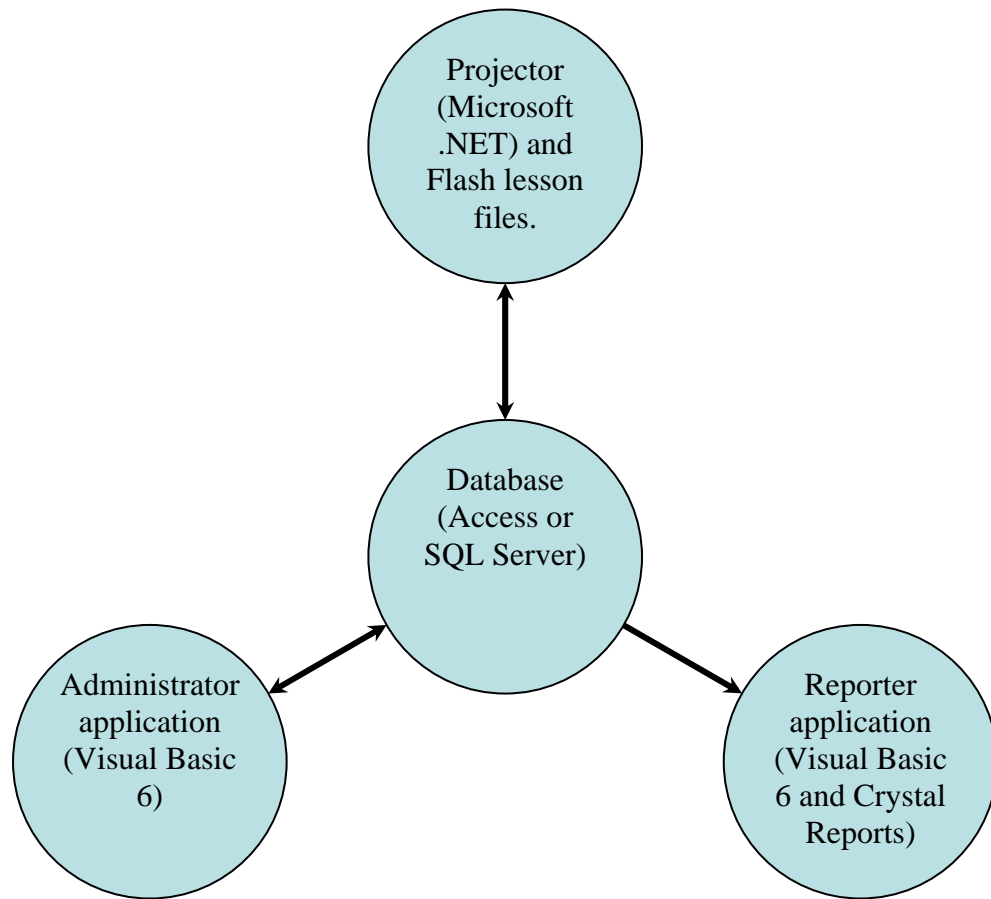 Projector
(Microsoft
.NET) and
Flash lesson
files.
Database
(Access or
SQL Server)
Administrator
application
(Visual Basic
6)
Reporter
application
(Visual Basic
6 and Crystal
Reports)